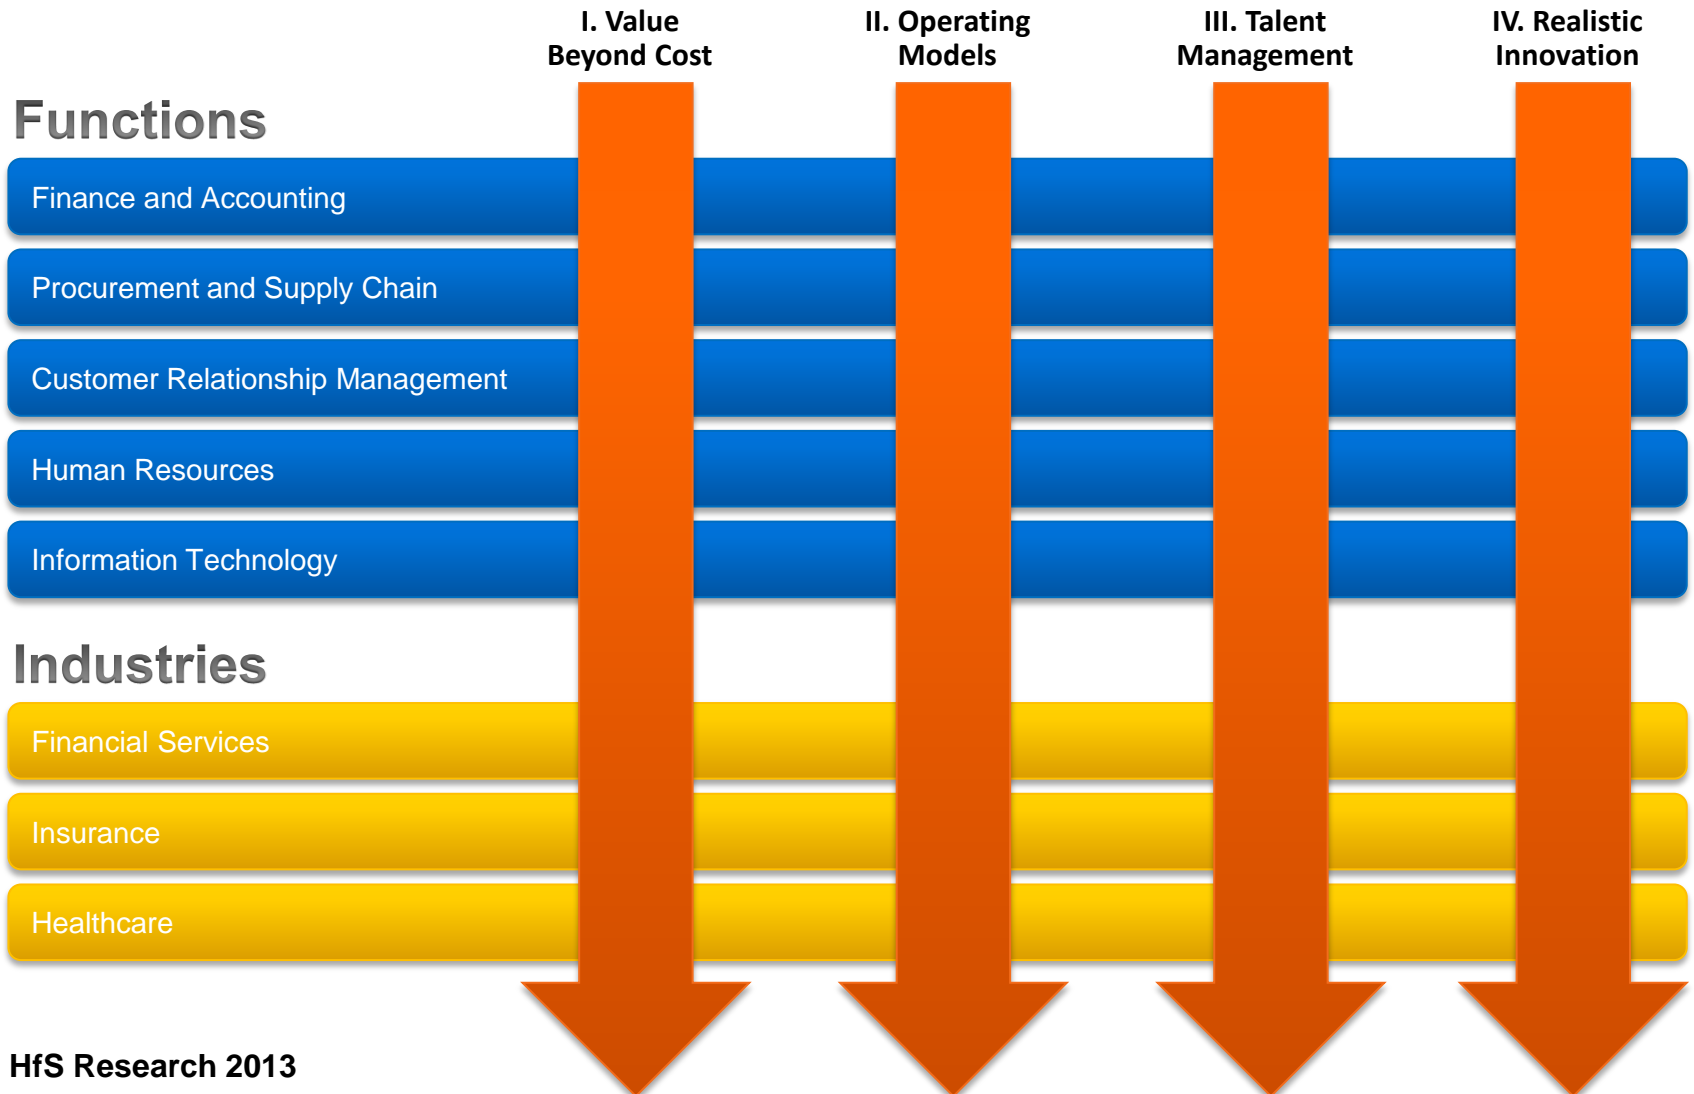 I. Value
Beyond Cost
II. Operating
Models
III. Talent
Management
IV. Realistic
Innovation
Functions
Finance and Accounting
Procurement and Supply Chain
Customer Relationship Management
Human Resources
Information Technology
Industries
Financial Services
Insurance
Healthcare
HfS Research 2013